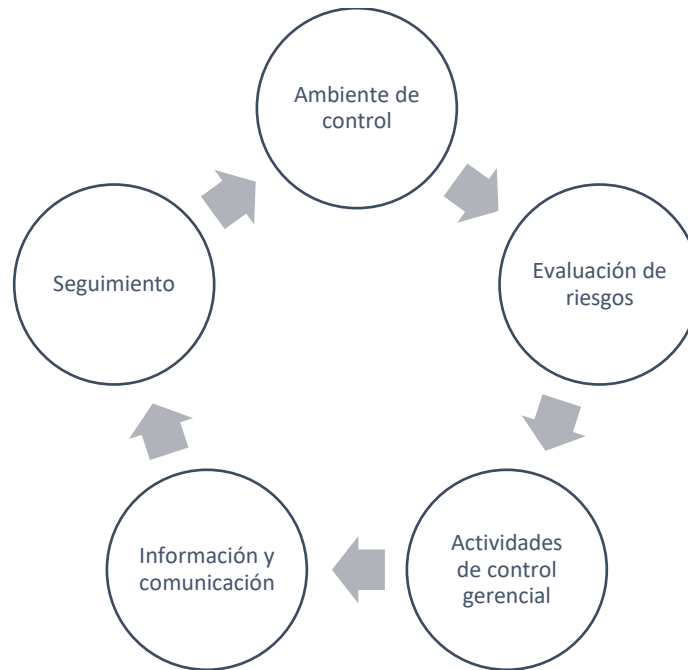 Ambiente de
control
Evaluación de
riesgos
Actividades
de control
gerencial
Información y
comunicación
Seguimiento